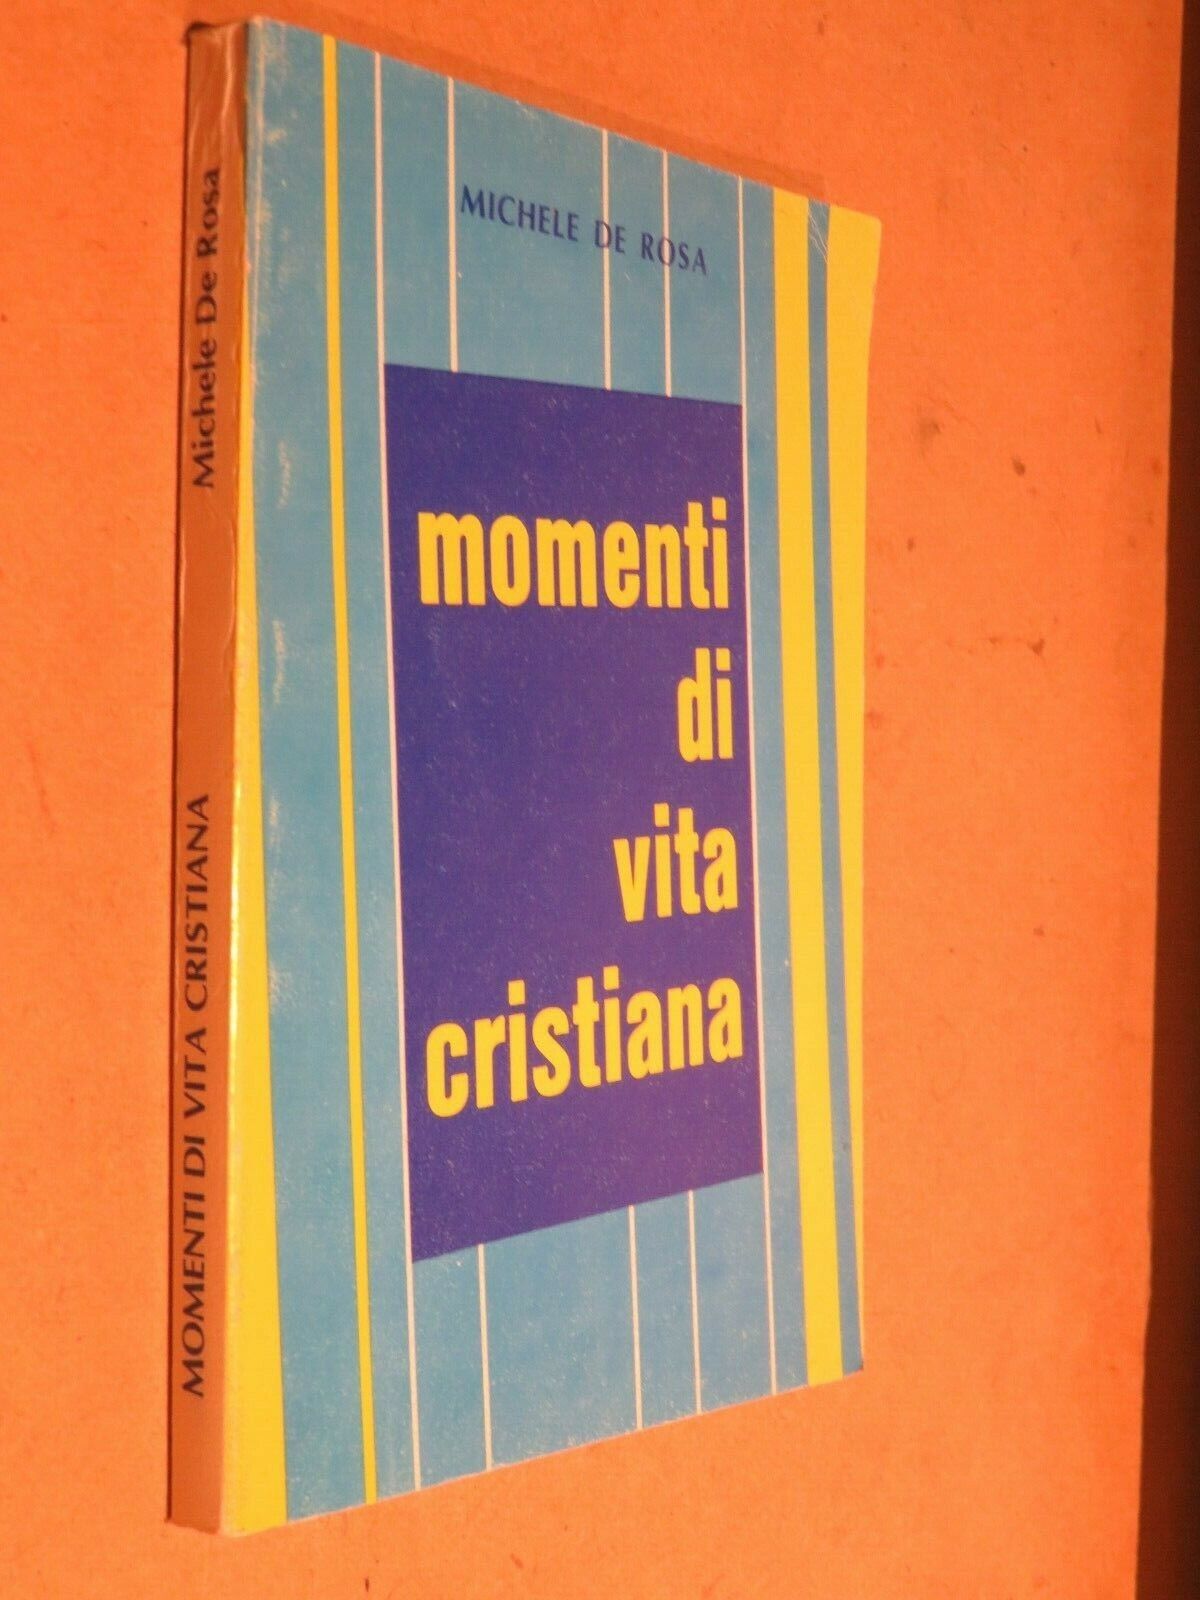 MICHELE DE ROSA
momenti
di
vita
cristiana
MOMENTI DI VITA CRISTIANA Michele De Rosa